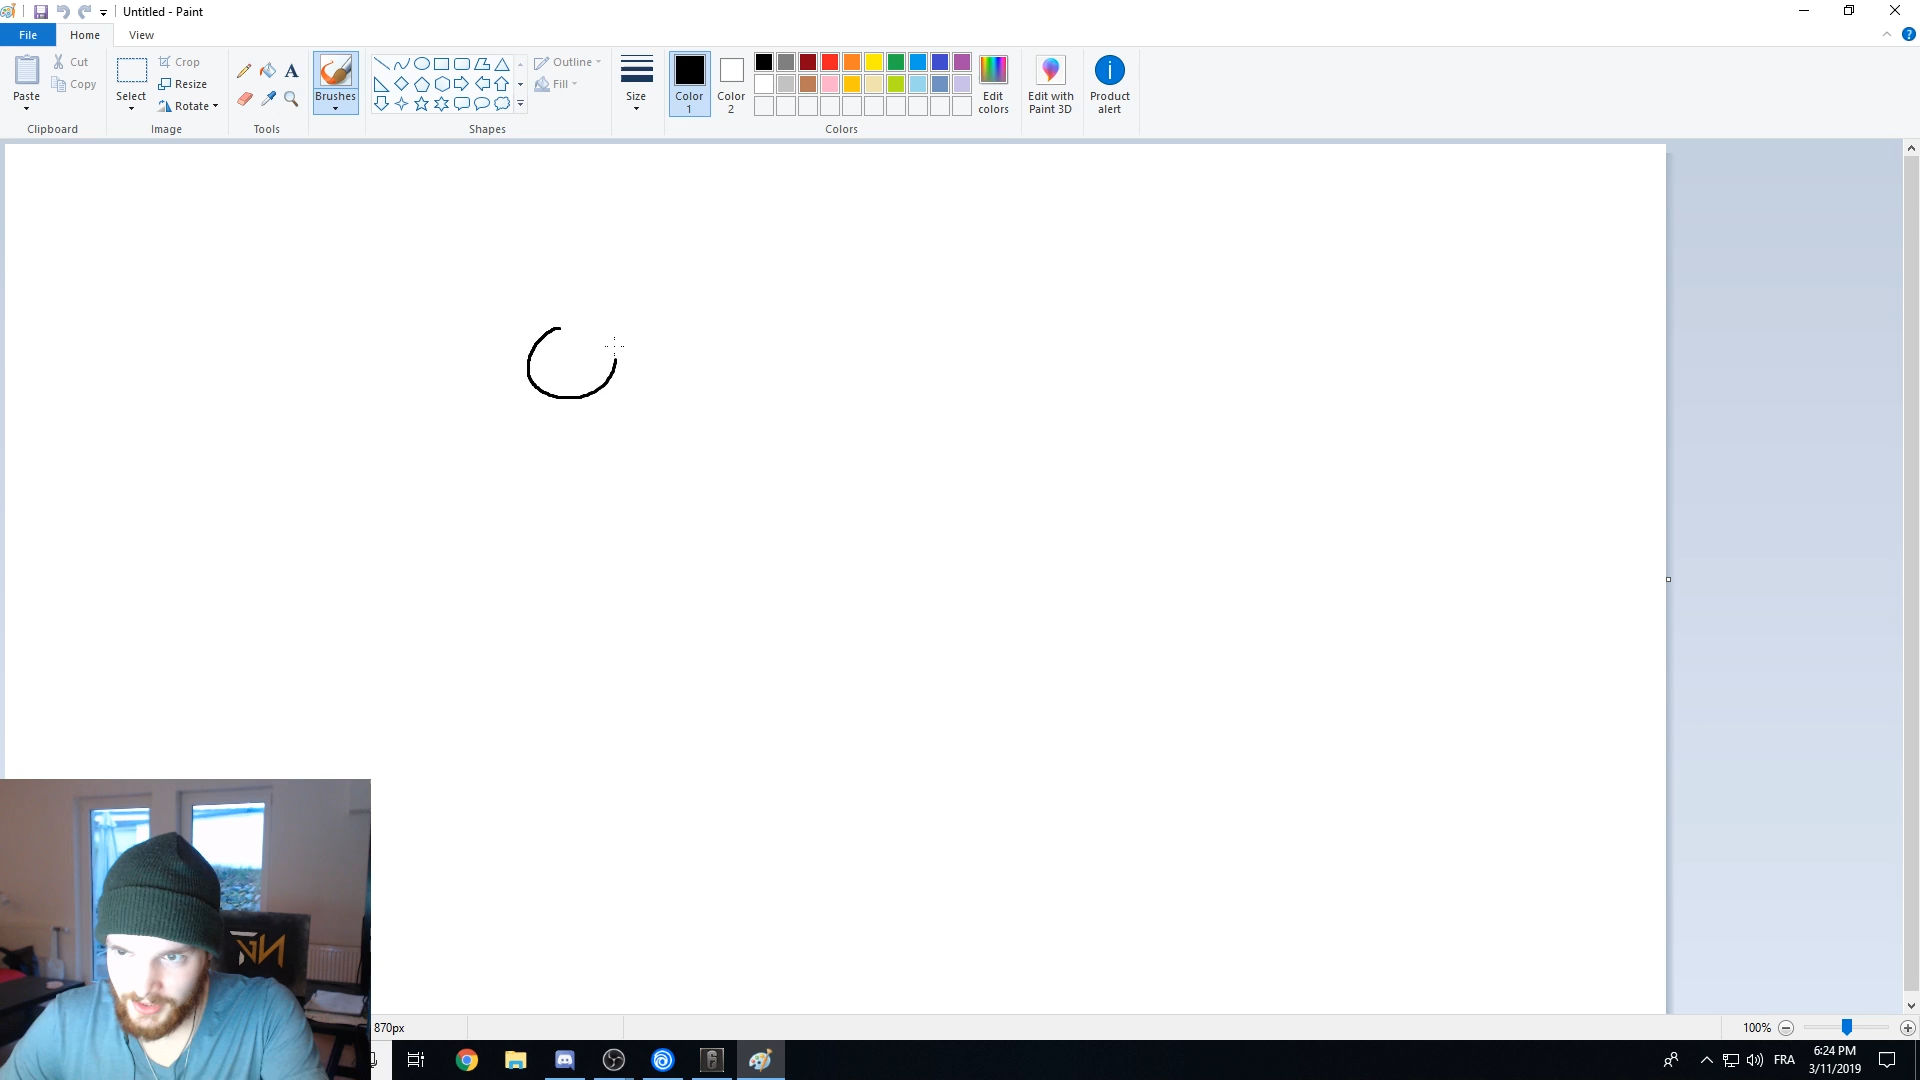 Untitled - Paint
File Home View
Paste
Cut
Copy
Clipboard
Select
Crop
Resize
Rotate
Image
Tools
Brushes
Shapes
Outline
Fill
Size
Color 1
Color 2
Colors
Edit colors
Edit with Paint 3D
Product alert
870px
100%
FRA
6:24 PM
3/11/2019